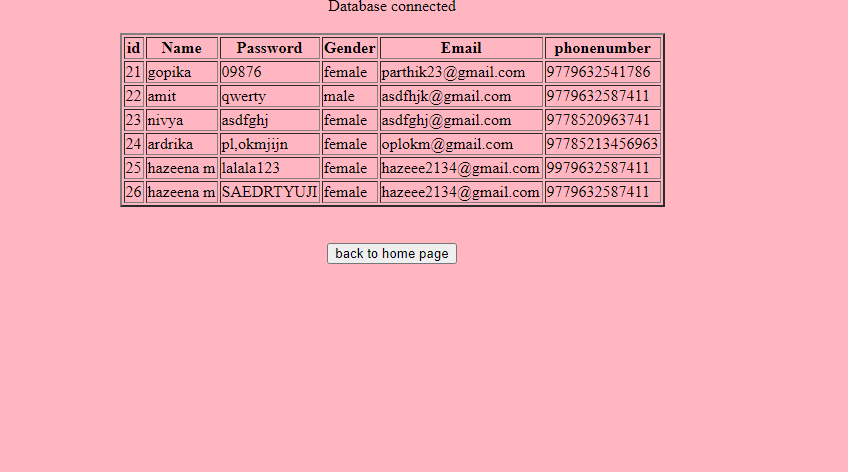 Database connected
id Name Password Gender Email phonenumber
21 gopika 09876 female parthik23@gmail.com 9779632541786
22 amit qwerty male asdfhjk@gmail.com 9779632587411
23 nivya asdfghj female asdfghj@gmail.com 9778520963741
24 ardrika pl,okmjijn female oplokm@gmail.com 97785213456963
25 hazeena m lalala123 female hazeee2134@gmail.com 9979632587411
26 hazeena m SAEDRTYUJI female hazeee2134@gmail.com 9779632587411
back to home page